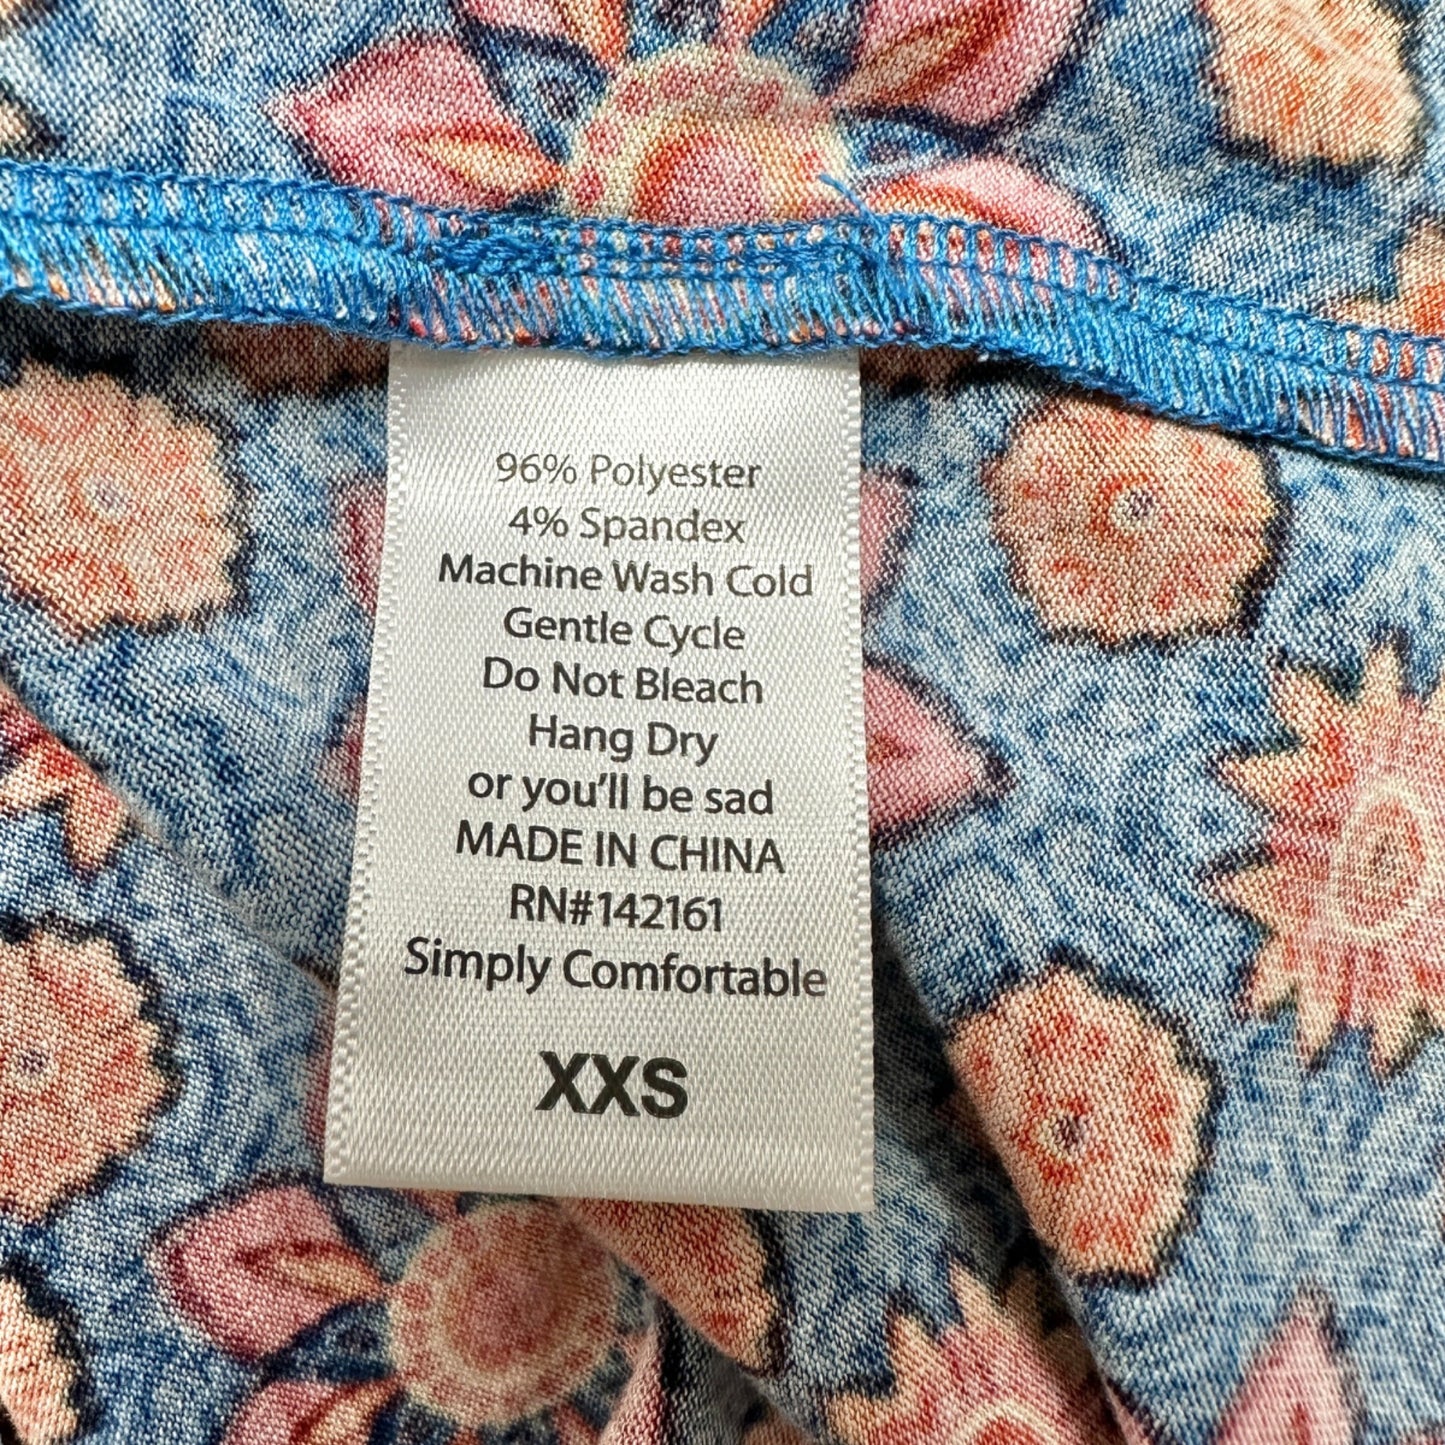 96% Polyester
4% Spandex
Machine Wash Cold
Gentle Cycle
Do Not Bleach
Hang Dry
or you'll be sad
MADE IN CHINA
RN#142161
Simply Comfortable
XXS